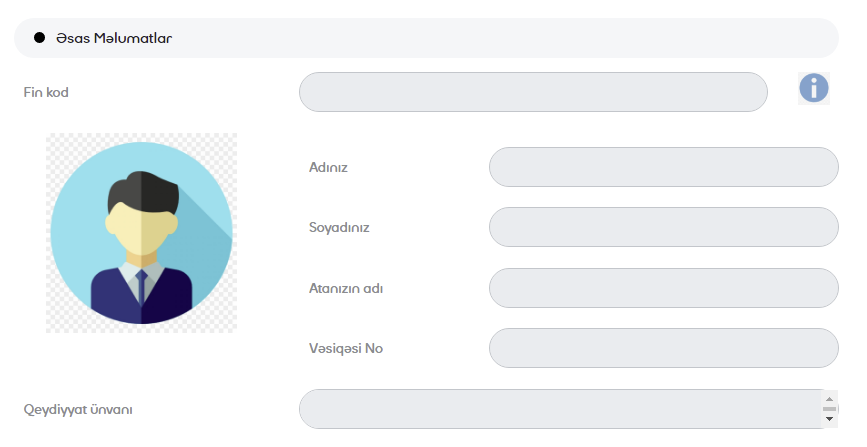 Əsas Məlumatlar
Fin kod
Adınız
Soyadınız
Atanızın adı
Vəsiqəsi No
Qeydiyyat ünvanı